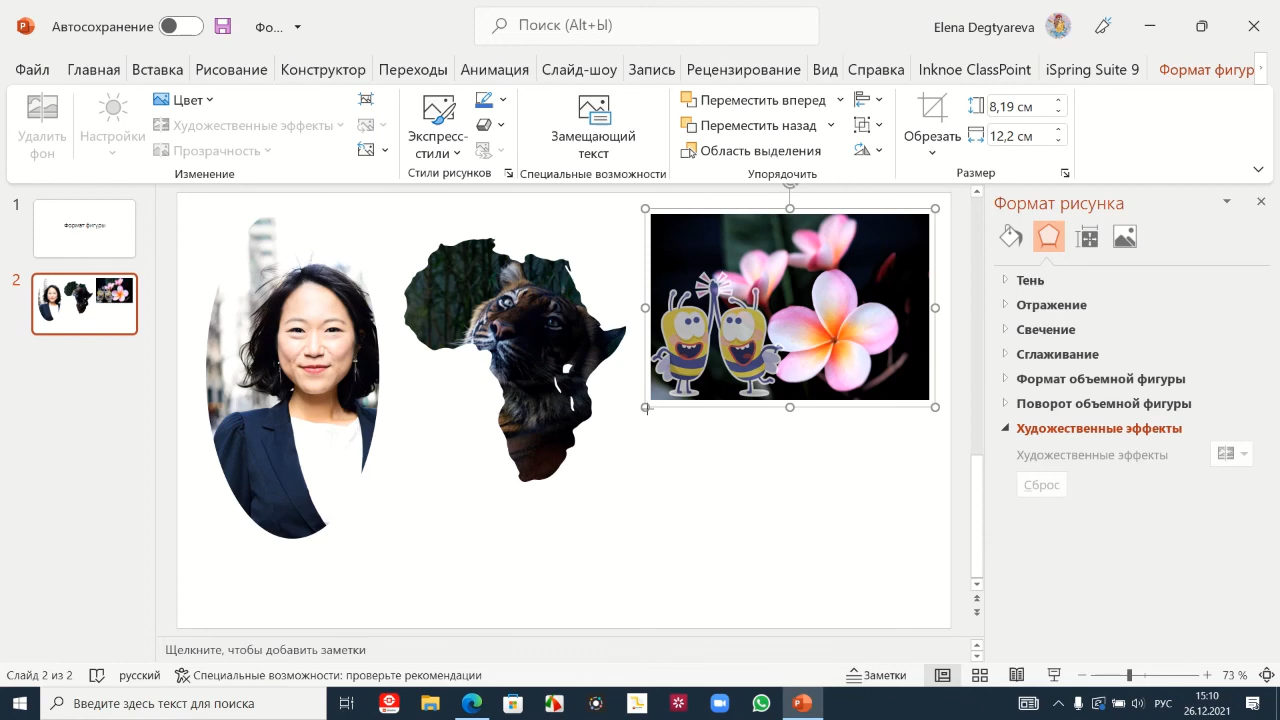 Автосохранение
Фо...
Поиск (Alt+Ы)
Elena Degtyareva
Файл Главная Вставка Рисование Конструктор Переходы Анимация Слайд-шоу Запись Рецензирование Вид Справка Inknoe ClassPoint iSpring Suite 9 Формат фигур
Удалить фон
Настройки
Цвет
Художественные эффекты
Прозрачность
Изменение
Экспресс-стили
Стили рисунков
Замещающий текст
Специальные возможности
Переместить вперед
Переместить назад
Область выделения
Упорядочить
Обрезать
8,19 см
12,2 см
Размер
1
Формат фигуры
2
Формат рисунка
Тень
Отражение
Свечение
Сглаживание
Формат объемной фигуры
Поворот объемной фигуры
Художественные эффекты
Художественные эффекты
Сброс
Щелкните, чтобы добавить заметки
Слайд 2 из 2 русский Специальные возможности: проверьте рекомендации Заметки 73 %
Введите здесь текст для поиска
РУС
15:10
26.12.2021